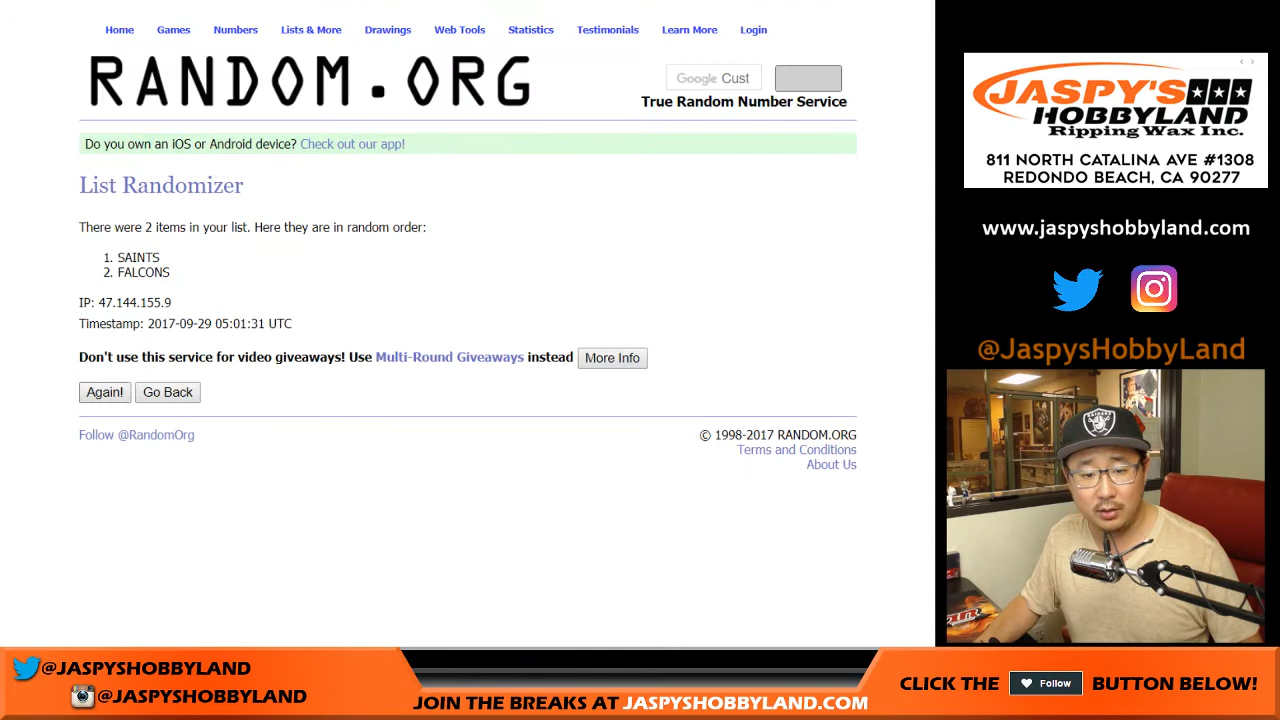 Home Games Numbers Lists & More Drawings Web Tools Statistics Testimonials Learn More Login
RANDOM.ORG
Google Cust
True Random Number Service
Do you own an iOS or Android device? Check out our app!
List Randomizer
There were 2 items in your list. Here they are in random order:
1. SAINTS
2. FALCONS
IP: 47.144.155.9
Timestamp: 2017-09-29 05:01:31 UTC
Don't use this service for video giveaways! Use Multi-Round Giveaways instead More Info
Again! Go Back
Follow @RandomOrg
© 1998-2017 RANDOM.ORG
Terms and Conditions
About Us
JASPY'S
HOBBYLAND
Ripping Wax Inc.
811 NORTH CATALINA AVE #1308
REDONDO BEACH, CA 90277
www.jaspyshobbyland.com
@JaspysHobbyLand
RAIDERS
@JASPYSHOBBYLAND
@JASPYSHOBBYLAND
JOIN THE BREAKS AT JASPYSHOBBYLAND.COM
CLICK THE Follow BUTTON BELOW!